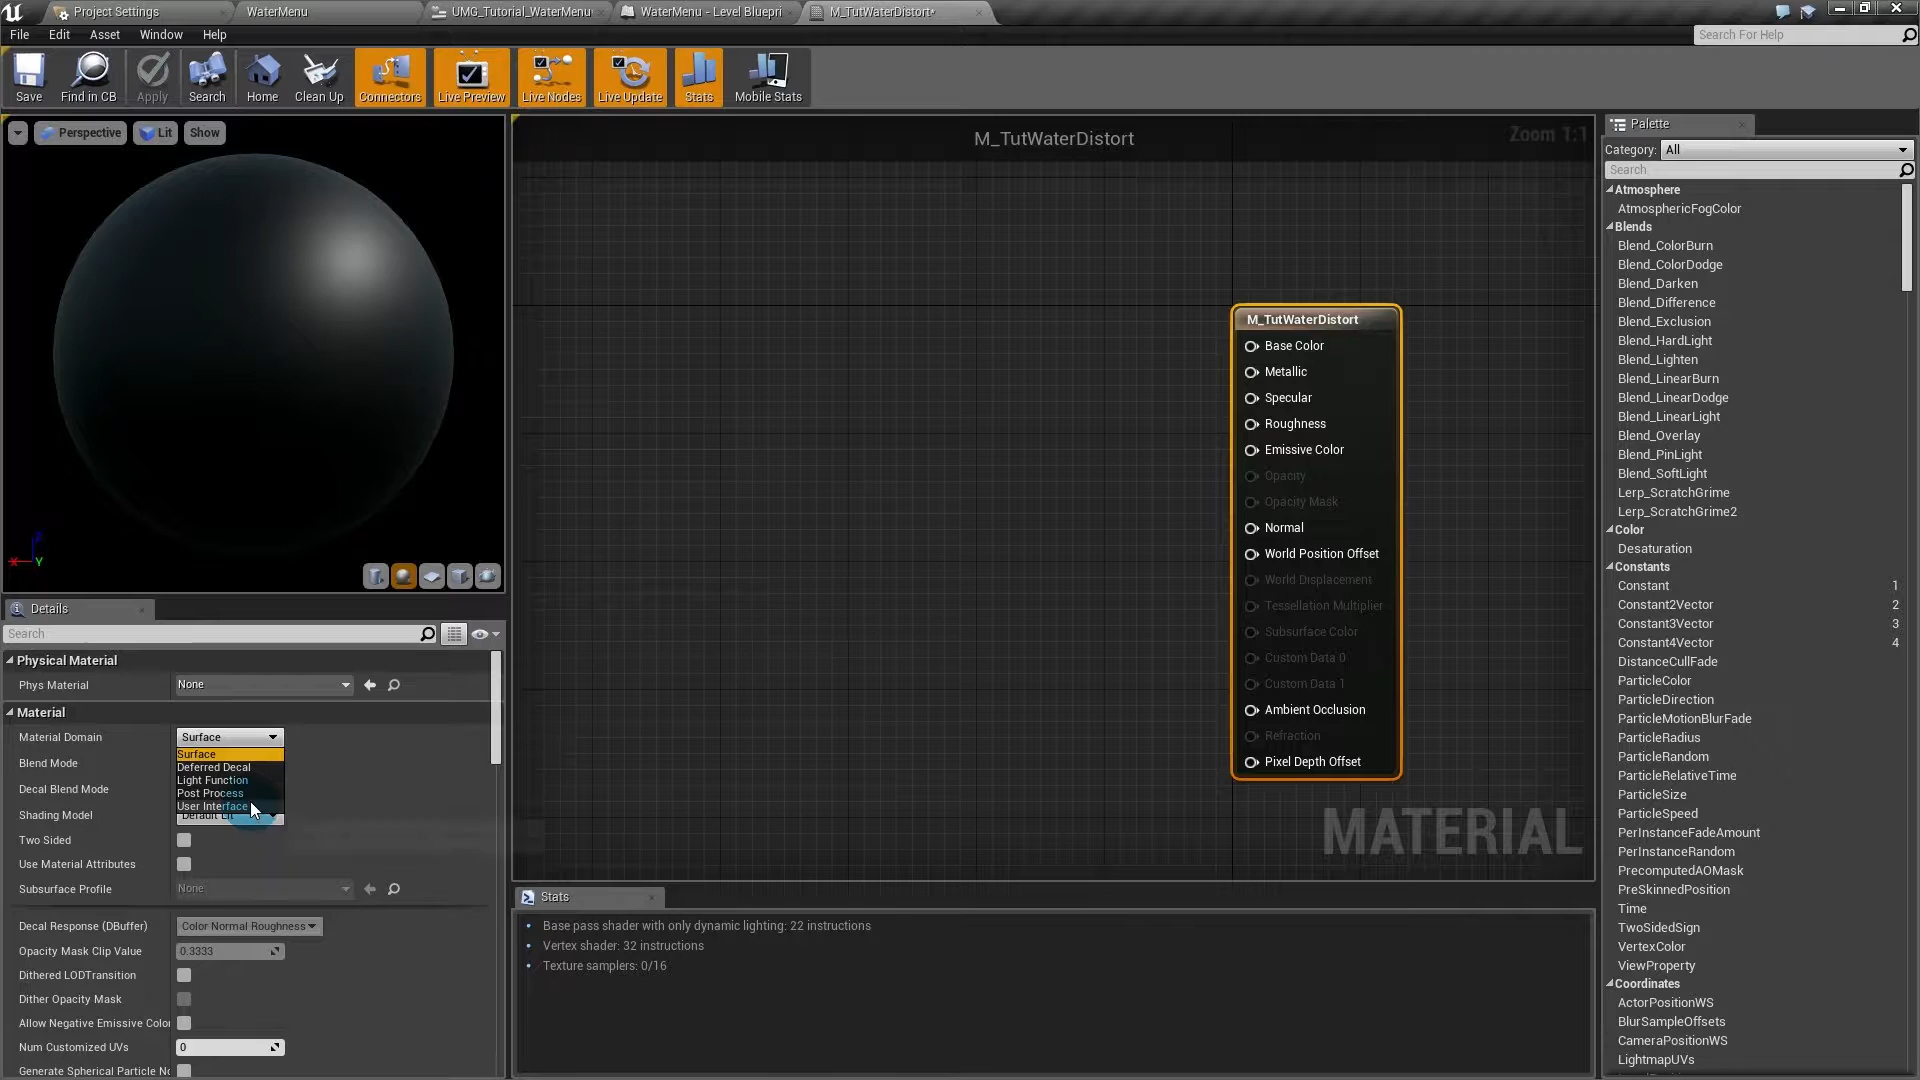 Project Settings
WaterMenu
UMG_Tutorial_WaterMenu
WaterMenu - Level Bluepri
M_TutWaterDistort*
File Edit Asset Window Help
Search For Help
Save
Find in CB
Apply
Search
Home
Clean Up
Connectors
Live Preview
Live Nodes
Live Update
Stats
Mobile Stats
Perspective
Lit
Show
X
Y
M_TutWaterDistort
Zoom 1:1
M_TutWaterDistort
Base Color
Metallic
Specular
Roughness
Emissive Color
Opacity
Opacity Mask
Normal
World Position Offset
World Displacement
Tessellation Multiplier
Subsurface Color
Custom Data 0
Custom Data 1
Ambient Occlusion
Refraction
Pixel Depth Offset
MATERIAL
Details
Search
Physical Material
Phys Material None
Material
Material Domain Surface
Surface
Deferred Decal
Light Function
Post Process
User Interface
Blend Mode
Decal Blend Mode
Shading Model Default Lit
Two Sided
Use Material Attributes
Subsurface Profile None
Decal Response (DBuffer) Color Normal Roughness
Opacity Mask Clip Value 0.3333
Dithered LODTransition
Dither Opacity Mask
Allow Negative Emissive Color
Num Customized UVs 0
Generate Spherical Particle No
Stats
Base pass shader with only dynamic lighting: 22 instructions
Vertex shader: 32 instructions
Texture samplers: 0/16
Palette
Category: All
Search
Atmosphere
AtmosphericFogColor
Blends
Blend_ColorBurn
Blend_ColorDodge
Blend_Darken
Blend_Difference
Blend_Exclusion
Blend_HardLight
Blend_Lighten
Blend_LinearBurn
Blend_LinearDodge
Blend_LinearLight
Blend_Overlay
Blend_PinLight
Blend_SoftLight
Lerp_ScratchGrime
Lerp_ScratchGrime2
Color
Desaturation
Constants
Constant 1
Constant2Vector 2
Constant3Vector 3
Constant4Vector 4
DistanceCullFade
ParticleColor
ParticleDirection
ParticleMotionBlurFade
ParticleRadius
ParticleRandom
ParticleRelativeTime
ParticleSize
ParticleSpeed
PerInstanceFadeAmount
PerInstanceRandom
PrecomputedAOMask
PreSkinnedPosition
Time
TwoSidedSign
VertexColor
ViewProperty
Coordinates
ActorPositionWS
BlurSampleOffsets
CameraPositionWS
LightmapUVs